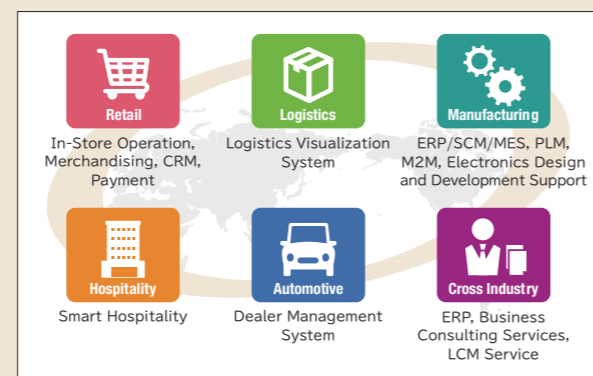 Retail
In-Store Operation,
Merchandising, CRM,
Payment
Logistics
Logistics Visualization
System
Manufacturing
ERP/SCM/MES, PLM,
M2M, Electronics Design
and Development Support
Hospitality
Smart Hospitality
Automotive
Dealer Management
System
Cross Industry
ERP, Business
Consulting Services,
LCM Service